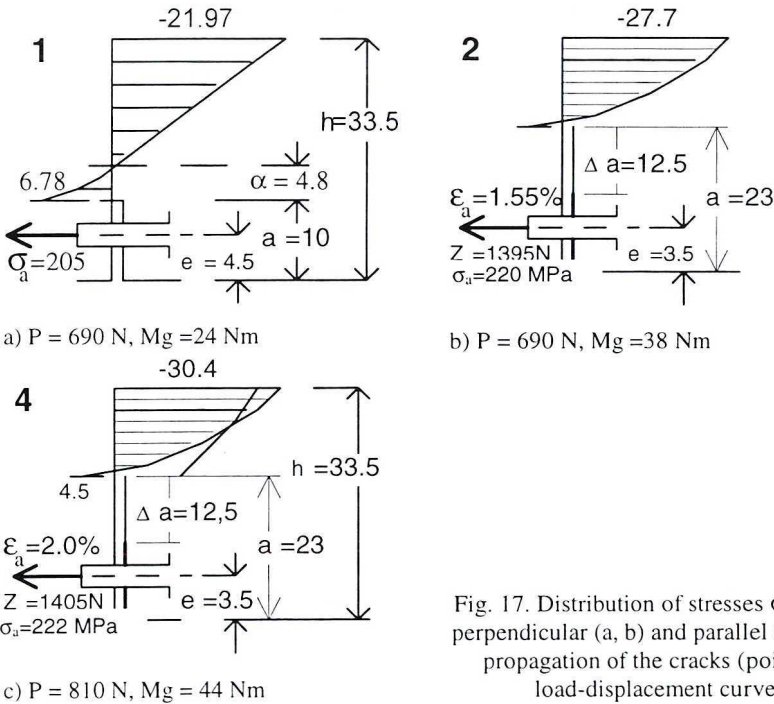 -21.97
1
h=33.5
6.78
α = 4.8
a =10
σa=205
e = 4.5
a) P = 690 N, Mg =24 Nm
-27.7
2
Δ a=12.5
εa=1.55%
a =23
Z =1395N
e =3.5
σa=220 MPa
b) P = 690 N, Mg =38 Nm
-30.4
4
h =33.5
4.5
Δ a=12,5
εa=2.0%
a =23
Z =1405N
e =3.5
σa=222 MPa
c) P = 810 N, Mg = 44 Nm
Fig. 17. Distribution of stresses
perpendicular (a, b) and parallel
propagation of the cracks
load-displacement curve